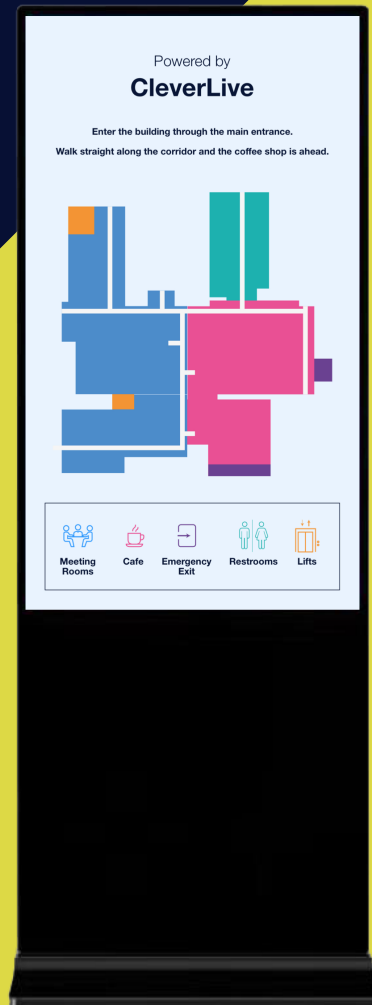 Powered by
CleverLive
Enter the building through the main entrance.
Walk straight along the corridor and the coffee shop is ahead.
Meeting Rooms
Cafe
Emergency Exit
Restrooms
Lifts